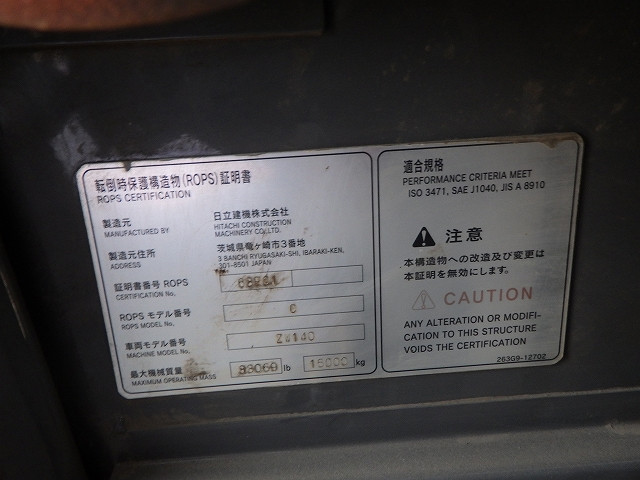 転倒時保護構造物(ROPS)証明書
ROPS CERTIFICATION
製造元 日立建機株式会社
MANUFACTURED BY HITACHI CONSTRUCTION MACHINERY CO.LTD.
製造元住所 茨城県竜ヶ崎市3番地
ADDRESS 3 BANCHI RYUGASAKI-SHI, IBARAKI-KEN,
301-8501 JAPAN
証明書番号 ROPS
CERTIFICATION No.
ROPS モデル番号
ROPS MODEL No.
車両モデル番号 Z4140
MACHINE MODEL No.
最大機械質量 33069 lb 15000 kg
MAXIMUM OPERATING MASS
適合規格
PERFORMANCE CRITERIA MEET
ISO 3471, SAE J1040, JIS A 8910
注意
本構造物への改造及び変更は
本証明を無効にします。
CAUTION
ANY ALTERATION OR MODIFI-
CATION TO THIS STRUCTURE
VOIDS THE CERTIFICATION
263G9-12702